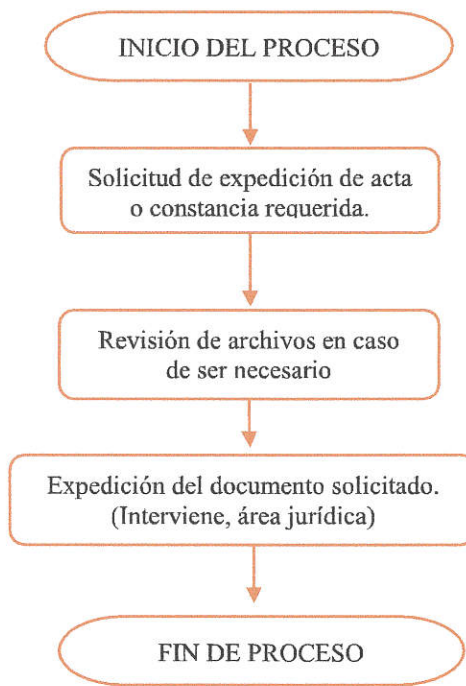 INICIO DEL PROCESO
Solicitud de expedición de acta
o constancia requerida.
Revisión de archivos en caso
de ser necesario
Expedición del documento solicitado.
(Interviene, área jurídica)
FIN DE PROCESO